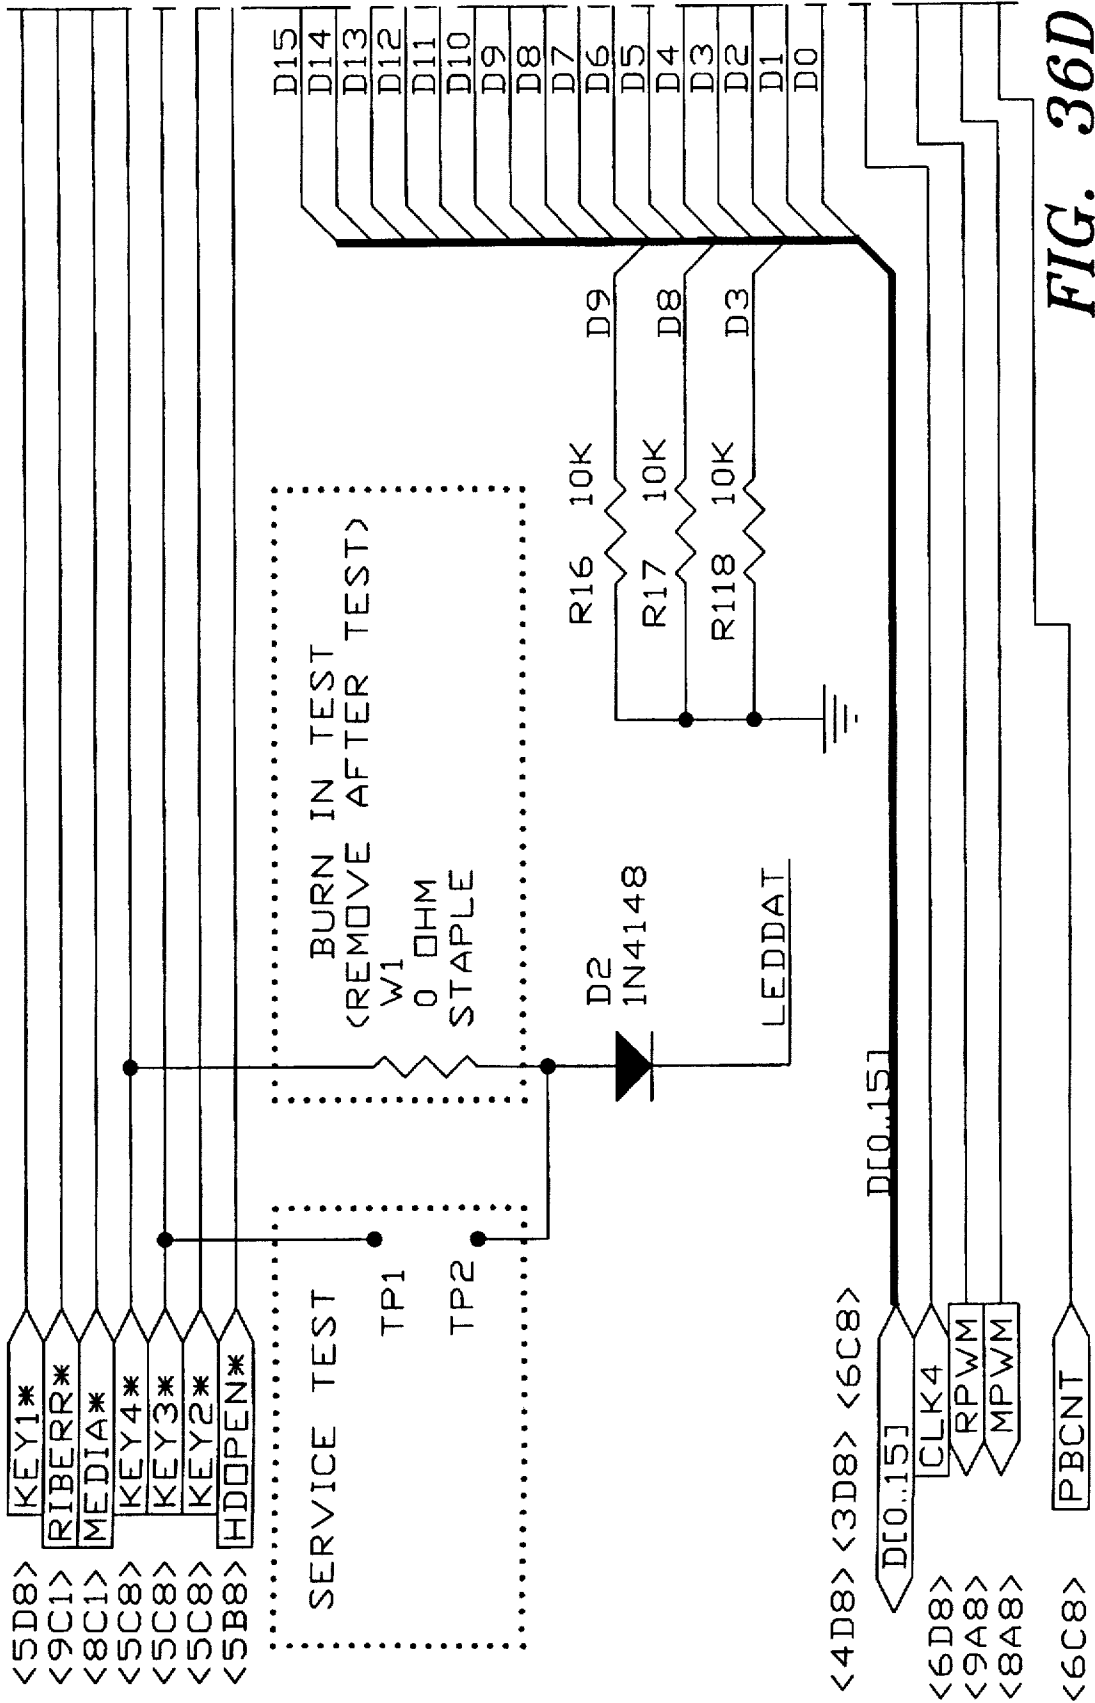 <5D8> KEY1*
<9C1> RIBERR*
<8C1> MEDIA*
<5C8> KEY4*
<5C8> KEY3*
<5C8> KEY2*
<5B8> HDOPEN*
D15
D14
D13
D12
D11
D10
D9
D8
D7
D6
D5
D4
D3
D2
D1
D0
SERVICE TEST
TP1
TP2
BURN IN TEST
<REMOVE AFTER TEST>
W1
0 OHM
STAPLE
D2
1N4148
LEDDAT
R16 10K D9
R17 10K D8
R118 10K D3
<4D8> <3D8> <6C8>
D[0..15] D[0..15]
<6D8> CLK4
<9A8> RPWM
<8A8> MPWM
<6C8> PBCNT
FIG. 36D